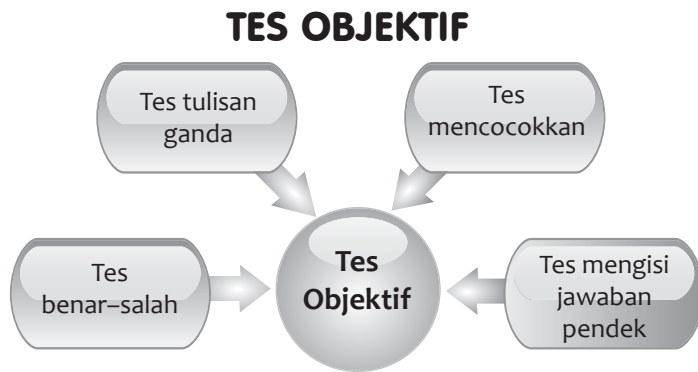 TES OBJEKTIF
Tes tulisan
ganda
Tes
mencocokkan
Tes
benar–salah
Tes
Objektif
Tes mengisi
jawaban
pendek